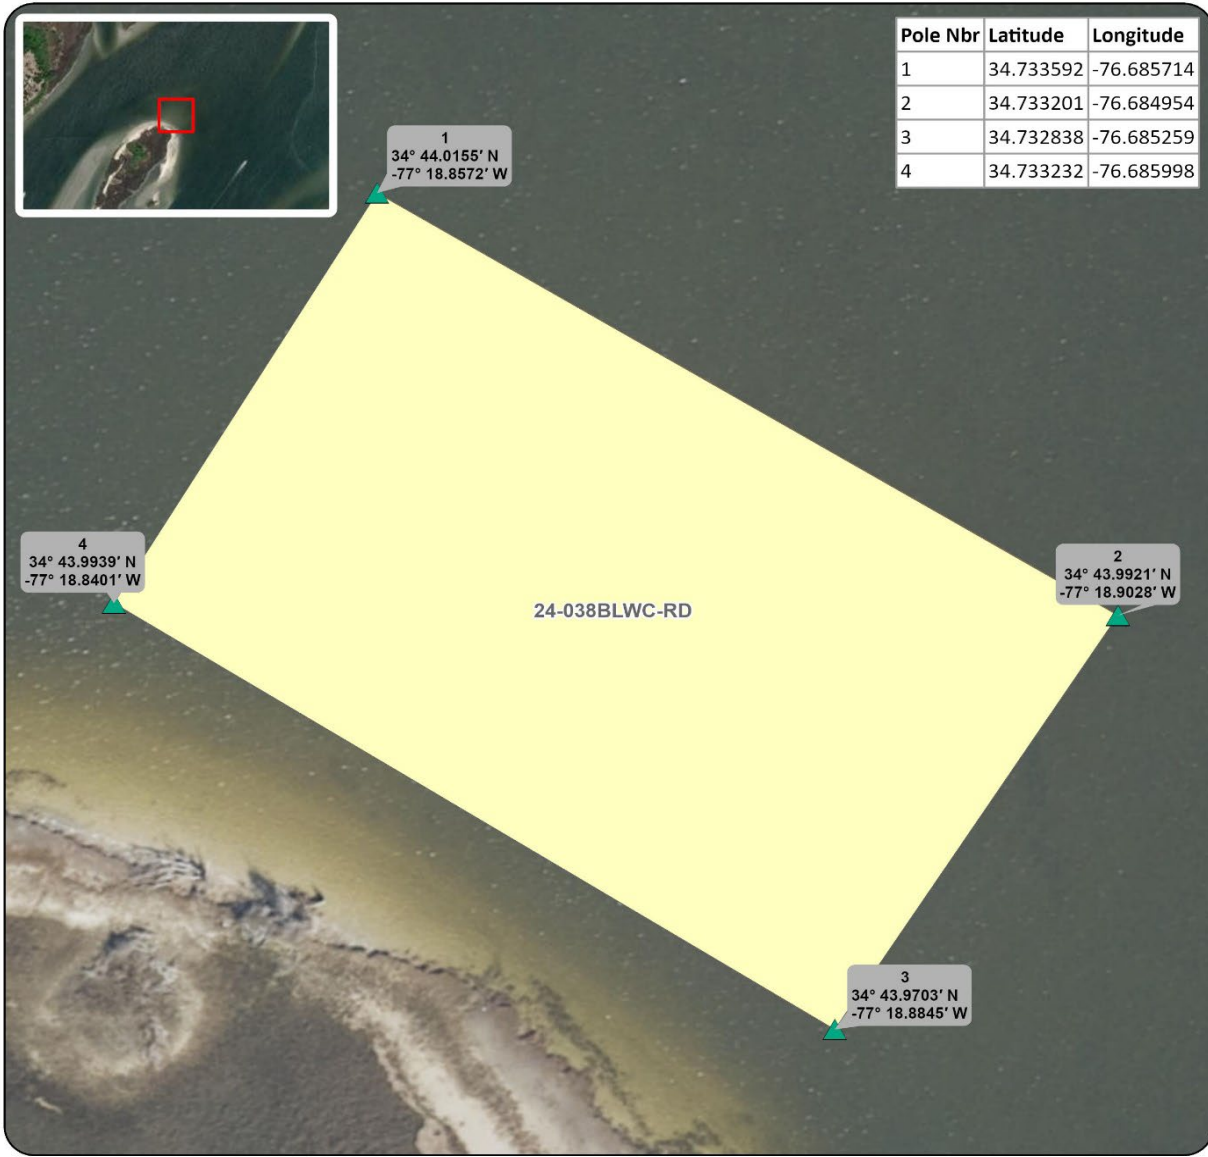 Pole Nbr Latitude Longitude
1 34.733592 -76.685714
2 34.733201 -76.684954
3 34.732838 -76.685259
4 34.733232 -76.685998
1
34° 44.0155′ N
-77° 18.8572′ W
4
34° 43.9939′ N
-77° 18.8401′ W
2
34° 43.9921′ N
-77° 18.9028′ W
24-038BLWC-RD
3
34° 43.9703′ N
-77° 18.8845′ W